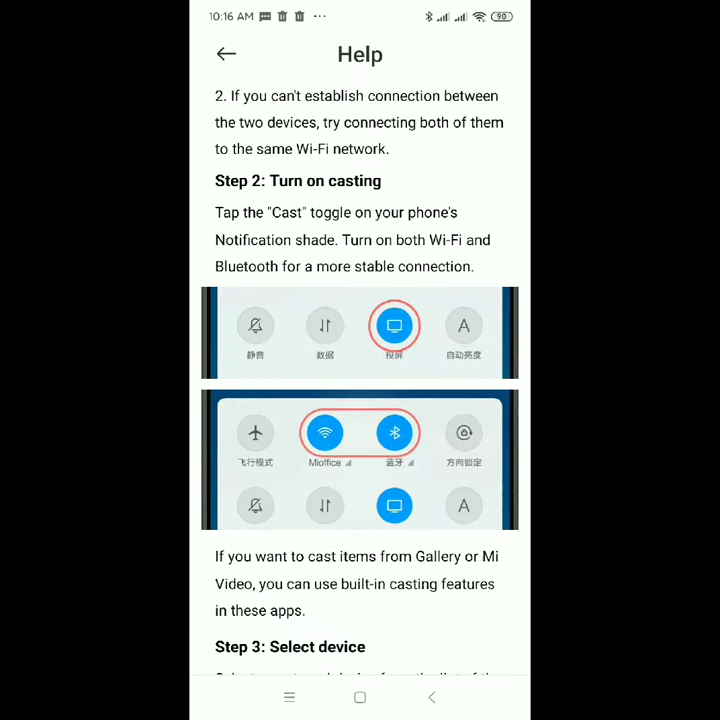 10:16 AM ... 90
Help
2. If you can't establish connection between
the two devices, try connecting both of them
to the same Wi-Fi network.
Step 2: Turn on casting
Tap the "Cast" toggle on your phone's
Notification shade. Turn on both Wi-Fi and
Bluetooth for a more stable connection.
A
静音 数据 投屏 自动亮度
飞行模式 Mioffice 蓝牙 方向锁定
A
If you want to cast items from Gallery or Mi
Video, you can use built-in casting features
in these apps.
Step 3: Select device